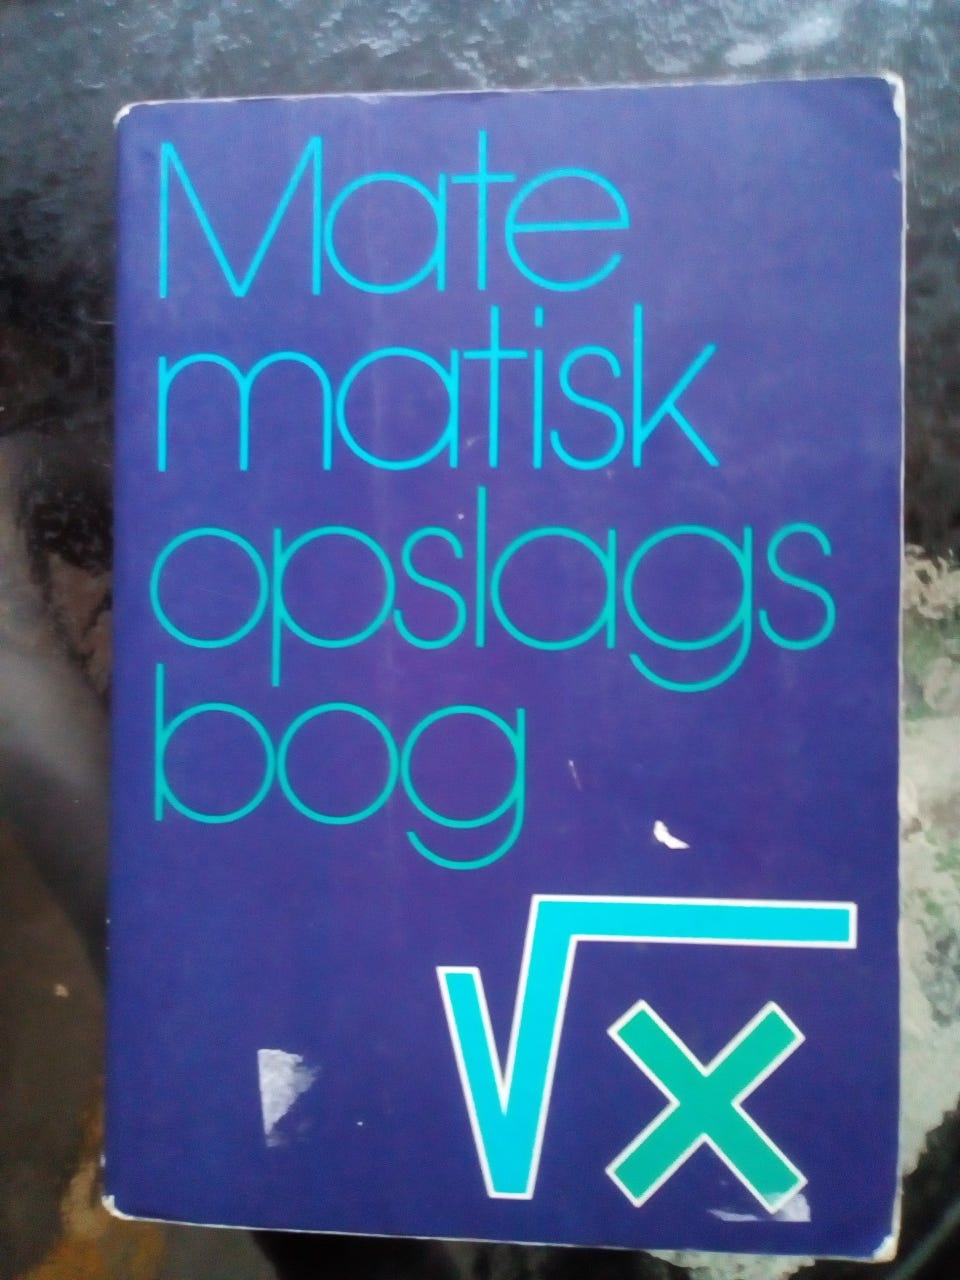 Mate
matisk
opslags
bog
√x